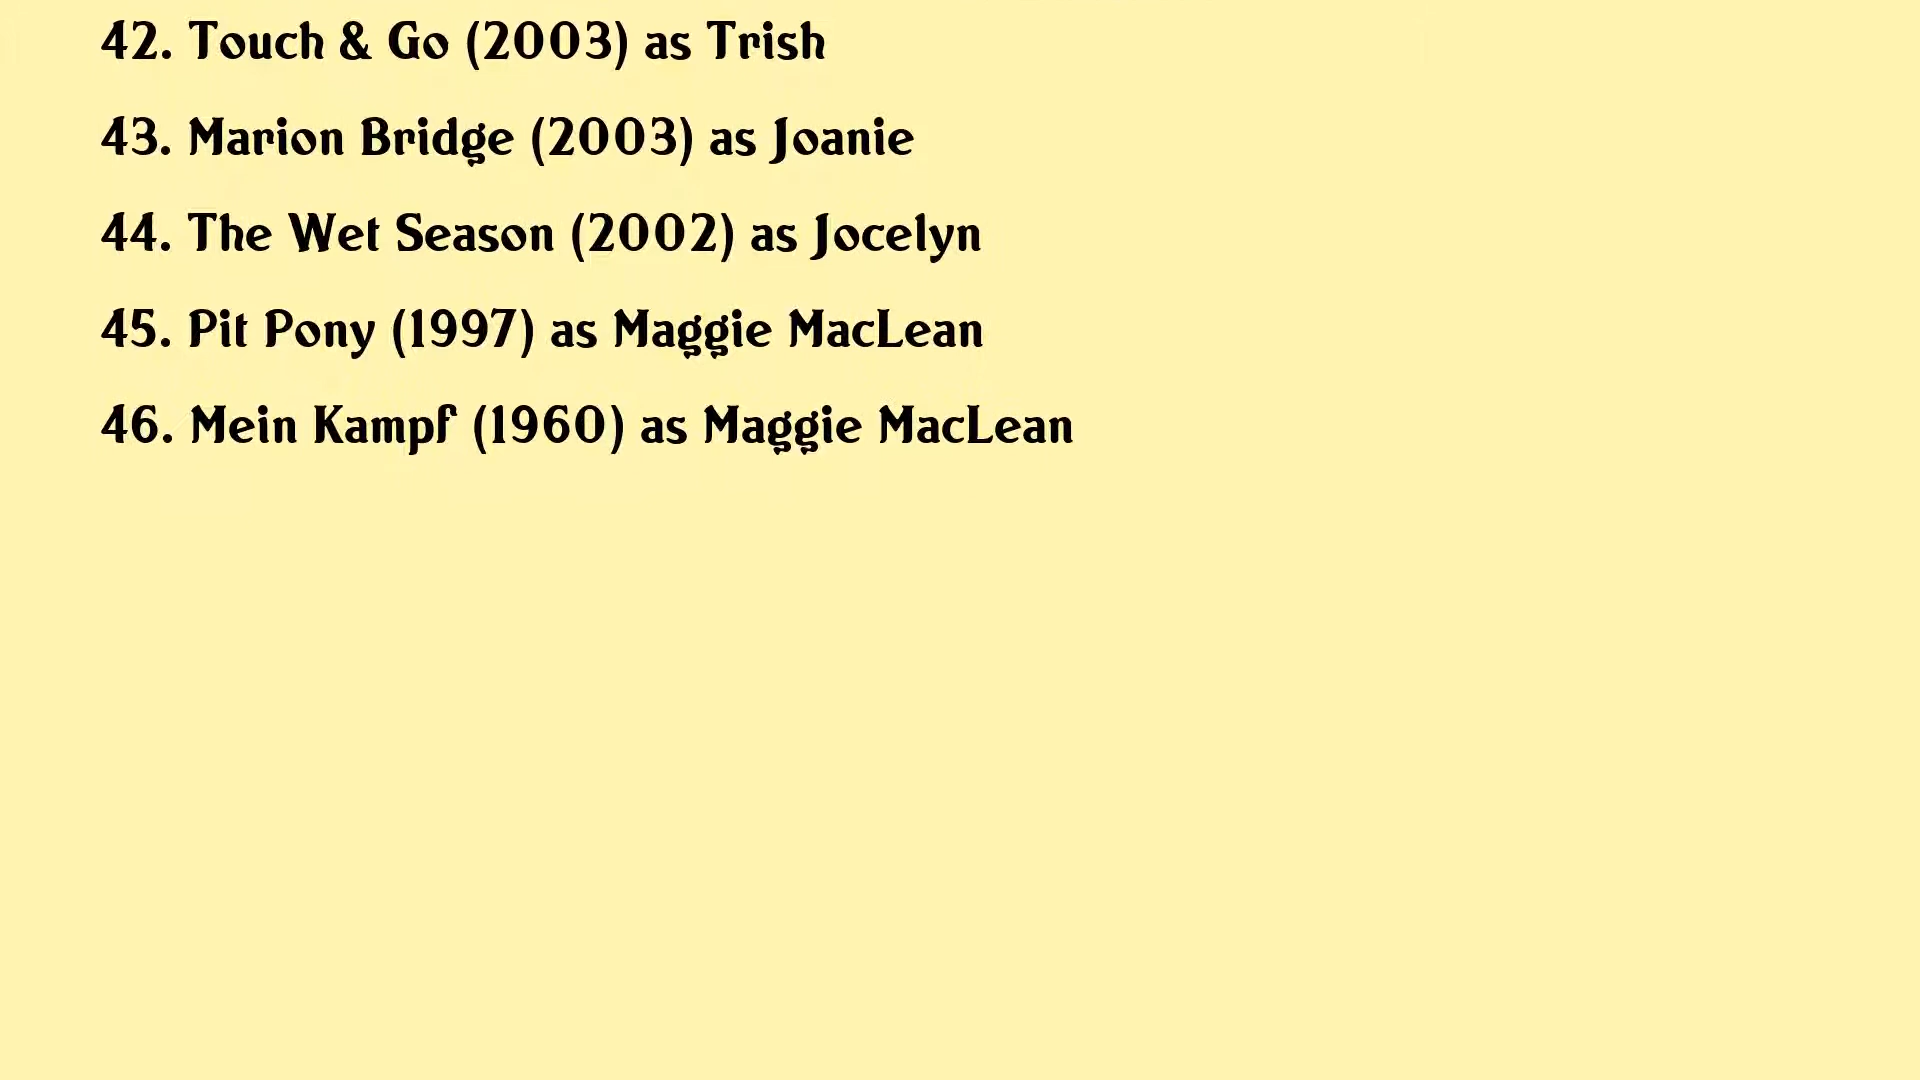 42. Touch & Go (2003) as Trish
43. Marion Bridge (2003) as Joanie
44. The Wet Season (2002) as Jocelyn
45. Pit Pony (1997) as Maggie MacLean
46. Mein Kampf (1960) as Maggie MacLean